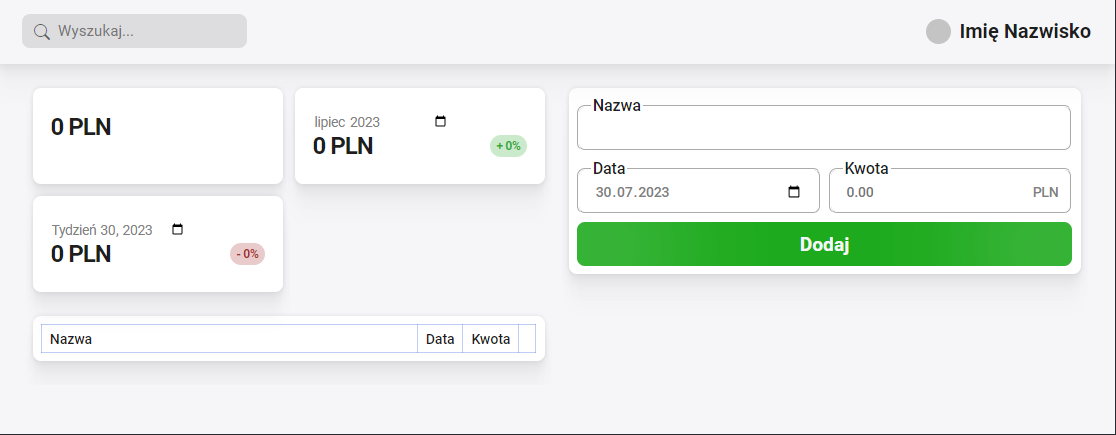 Wyszukaj...
Imię Nazwisko
0 PLN
lipiec 2023
0 PLN
+ 0%
Tydzień 30, 2023
0 PLN
- 0%
Nazwa Data Kwota
Nazwa
Data
30.07.2023
Kwota
0.00 PLN
Dodaj